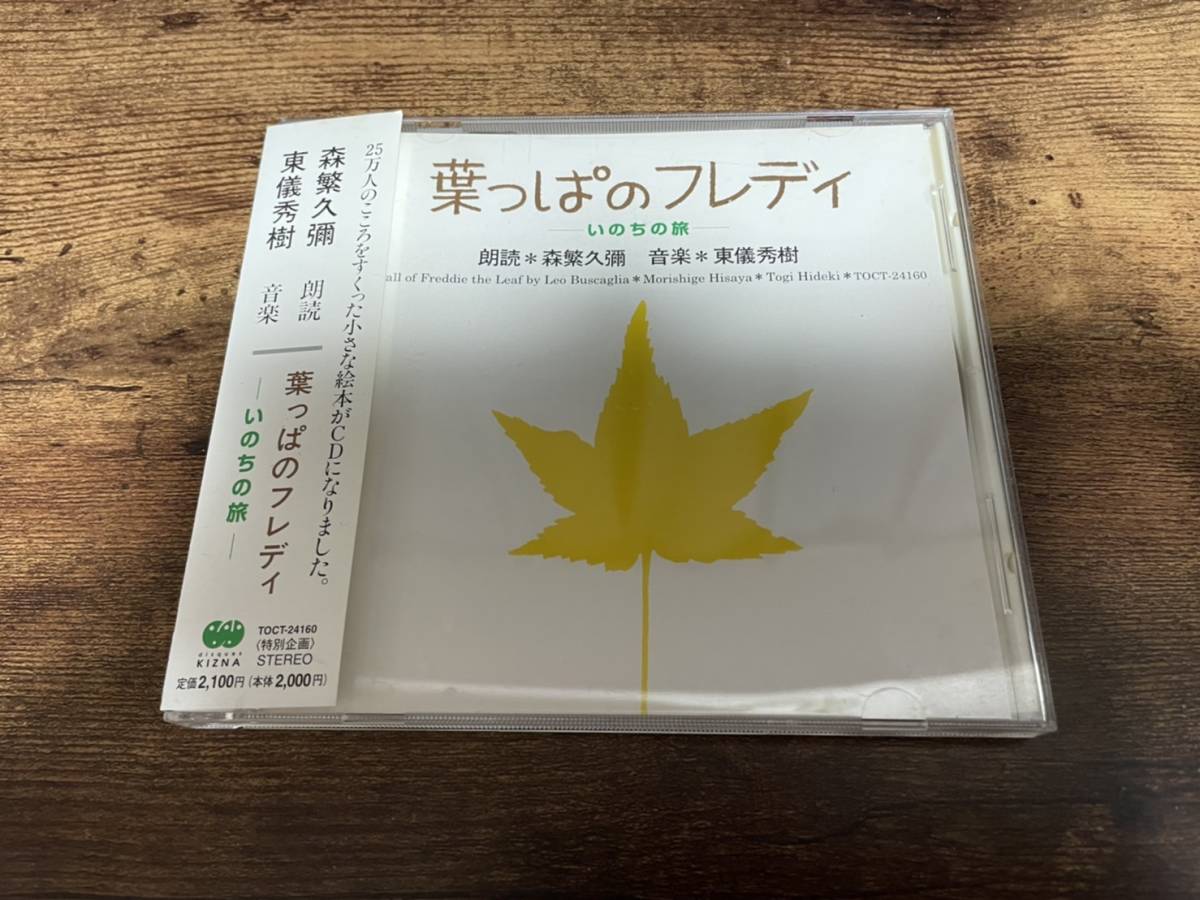 25万人のこころをすくった小さな絵本がCDになりました。
森繁久彌 朗読
東儀秀樹 音楽
葉っぱのフレディ
—いのちの旅—
disques
KIZNA
TOCT-24160
〈特別企画〉
STEREO
定価2,100円(本体2,000円)
葉っぱのフレディ
—いのちの旅—
朗読＊森繁久彌 音楽＊東儀秀樹
of Freddie the Leaf by Leo Buscaglia＊Morishige Hisaya＊Togi Hideki＊TOCT-24160